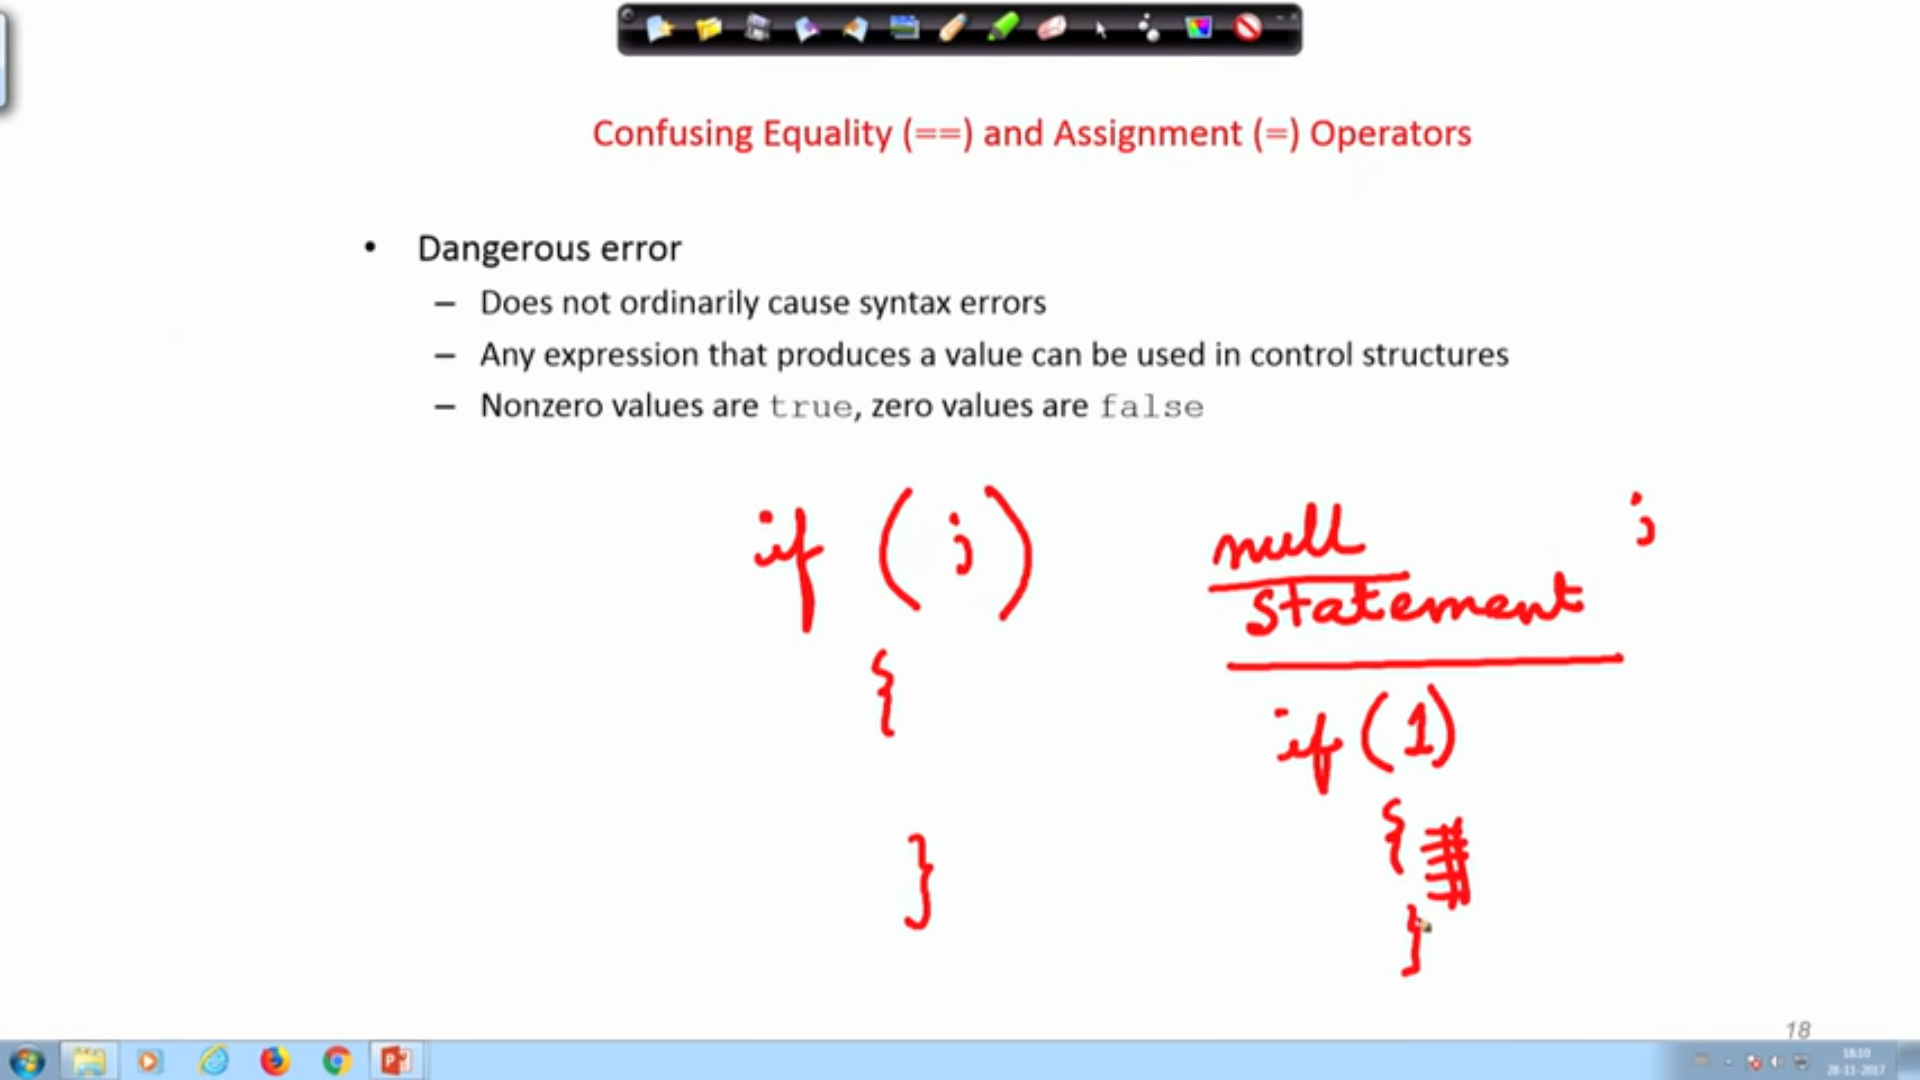 Confusing Equality (==) and Assignment (=) Operators
• Dangerous error
– Does not ordinarily cause syntax errors
– Any expression that produces a value can be used in control structures
– Nonzero values are true, zero values are false
if ( ; )
{
}
null ;
statement
if (1)
{
}
18
18:10
28-11-2017